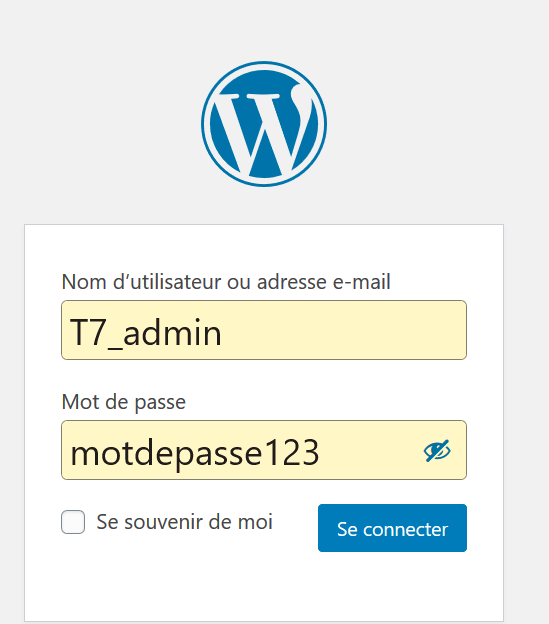 Nom d’utilisateur ou adresse e-mail
T7_admin
Mot de passe
motdepasse123
Se souvenir de moi
Se connecter